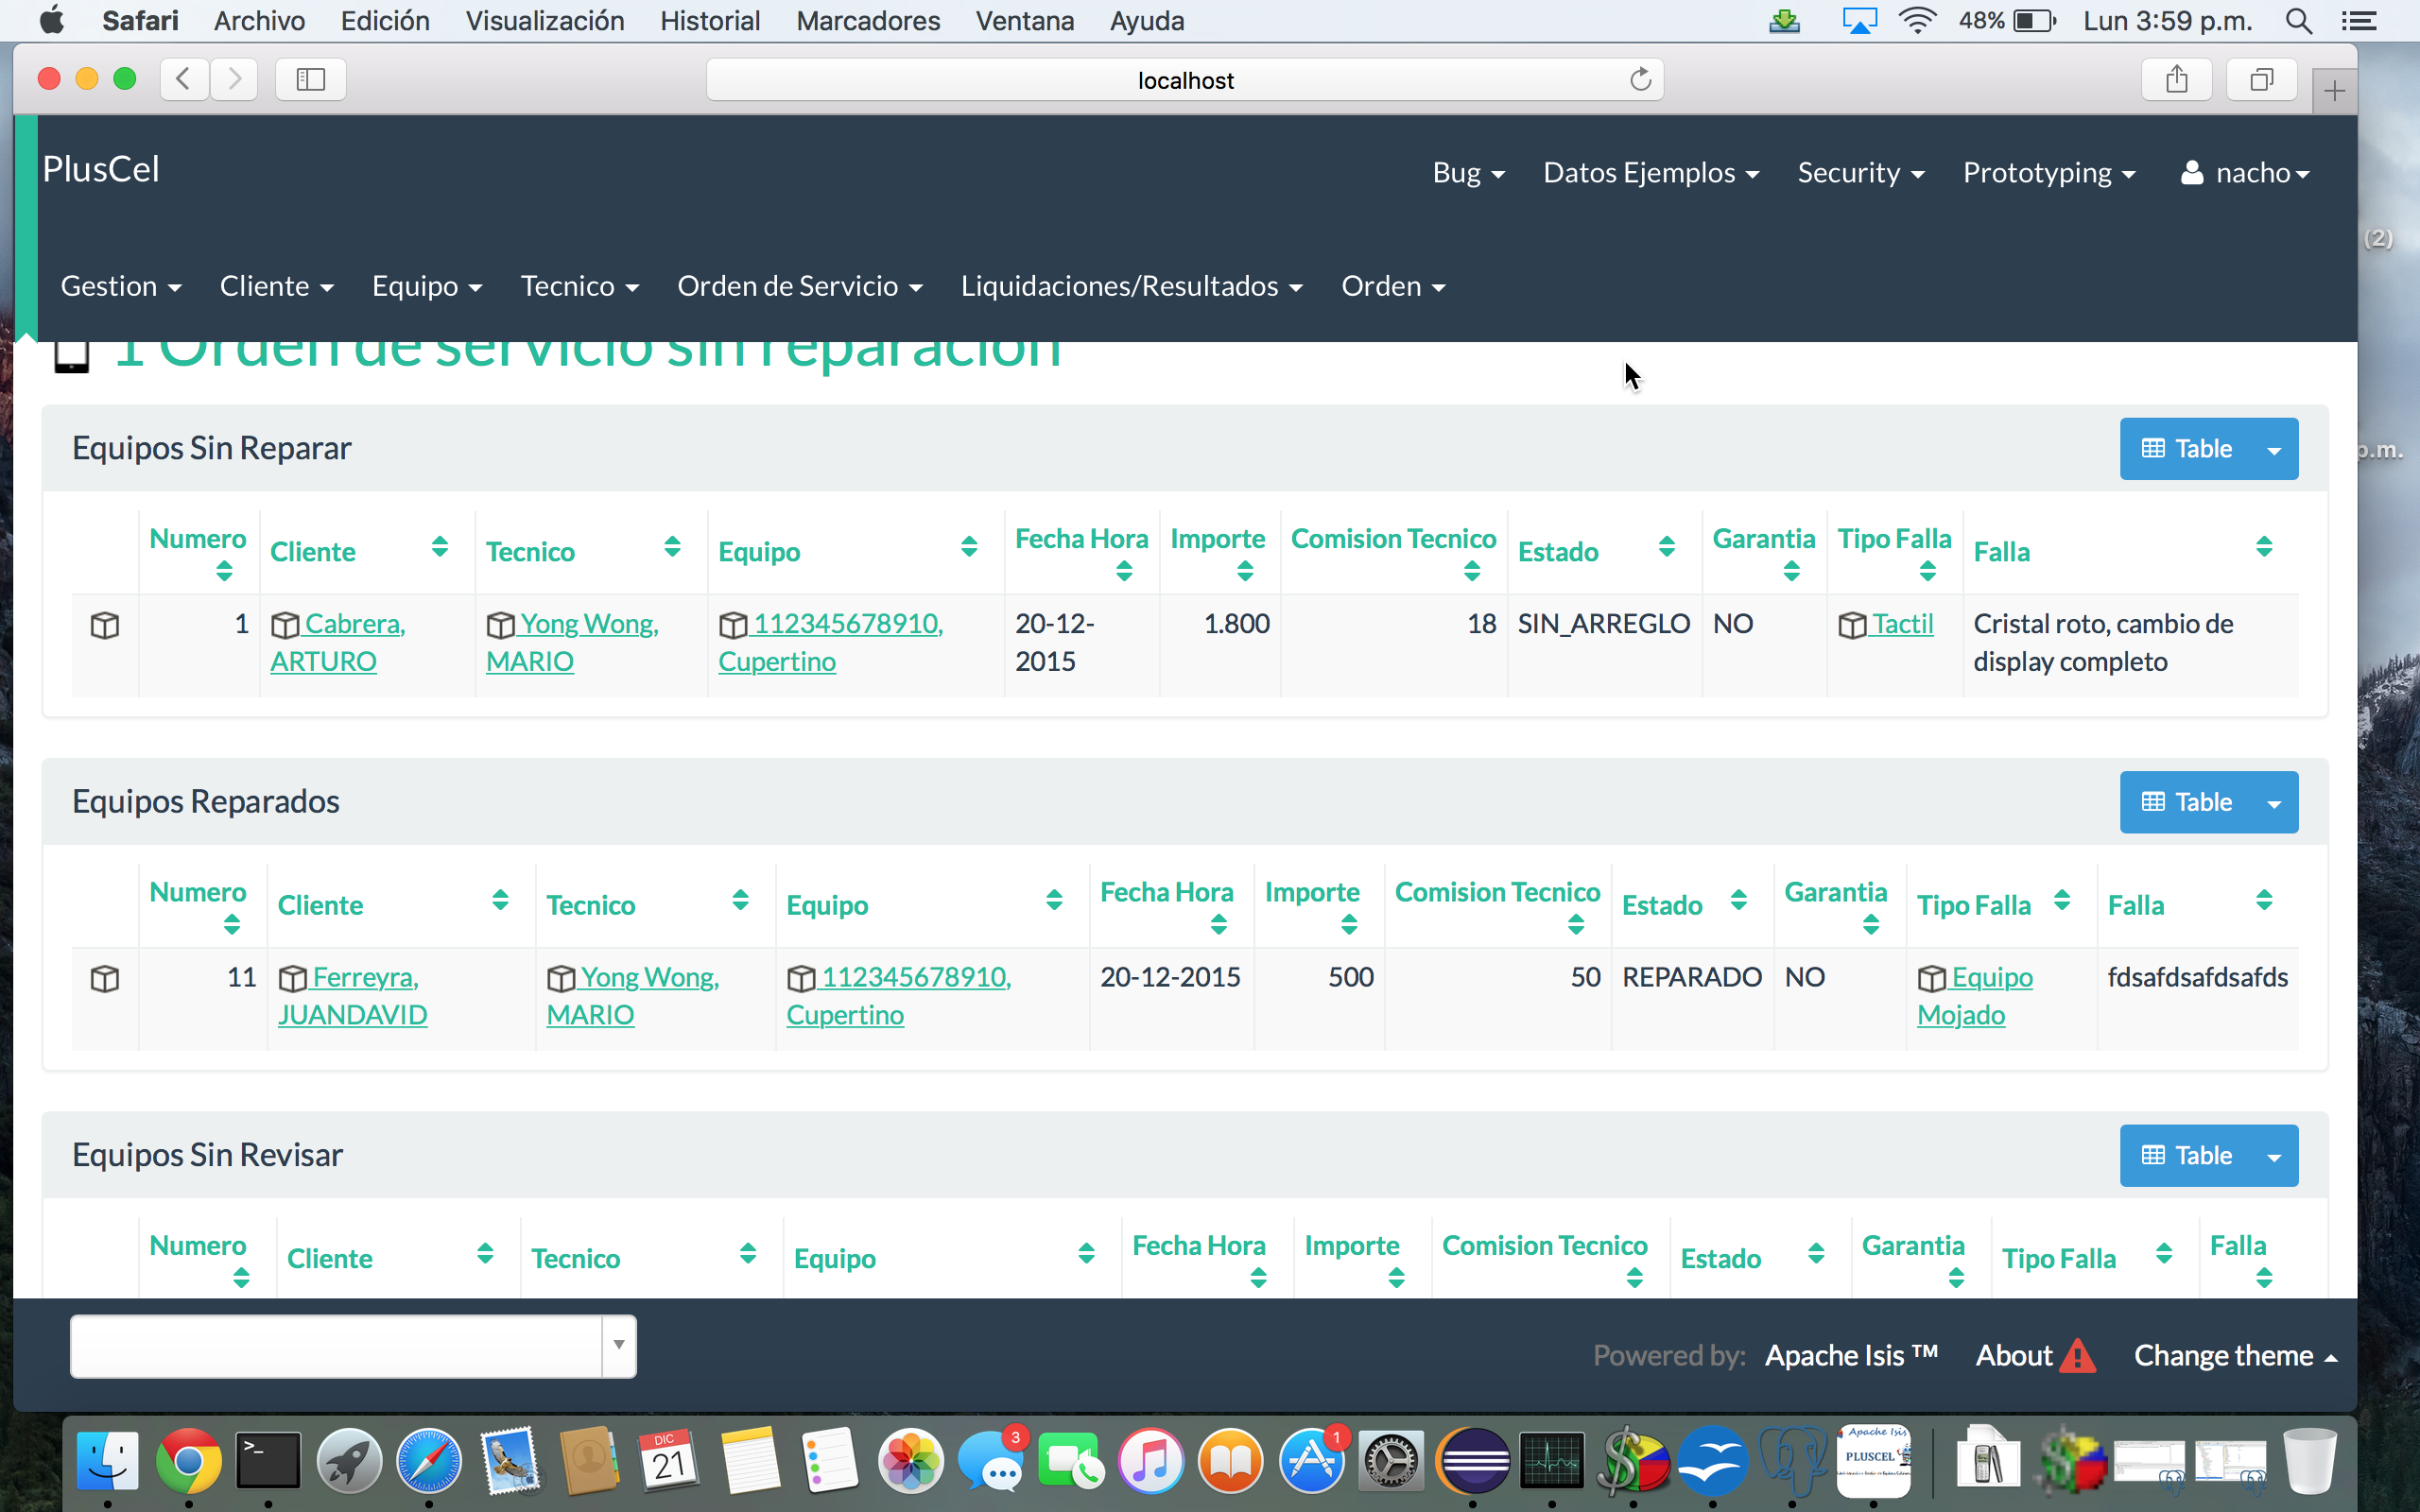 Safari Archivo Edición Visualización Historial Marcadores Ventana Ayuda 48% Lun 3:59 p.m.
localhost
PlusCel Bug Datos Ejemplos Security Prototyping nacho
(2)
Gestion Cliente Equipo Tecnico Orden de Servicio Liquidaciones/Resultados Orden
1 Orden de servicio sin reparacion
Equipos Sin Reparar Table
p.m.
Numero Cliente Tecnico Equipo Fecha Hora Importe Comision Tecnico Estado Garantia Tipo Falla Falla
1 Cabrera, Yong Wong, 112345678910, 20-12- 1.800 18 SIN_ARREGLO NO Tactil Cristal roto, cambio de
ARTURO MARIO Cupertino 2015 display completo
Equipos Reparados Table
Numero Cliente Tecnico Equipo Fecha Hora Importe Comision Tecnico Estado Garantia Tipo Falla Falla
11 Ferreyra, Yong Wong, 112345678910, 20-12-2015 500 50 REPARADO NO Equipo fdsafdsafdsafds
JUANDAVID MARIO Cupertino Mojado
Equipos Sin Revisar Table
Numero Cliente Tecnico Equipo Fecha Hora Importe Comision Tecnico Estado Garantia Tipo Falla Falla
Powered by: Apache Isis ™ About Change theme
>_ DIC 21 3 1 Apache Isis
PLUSCEL